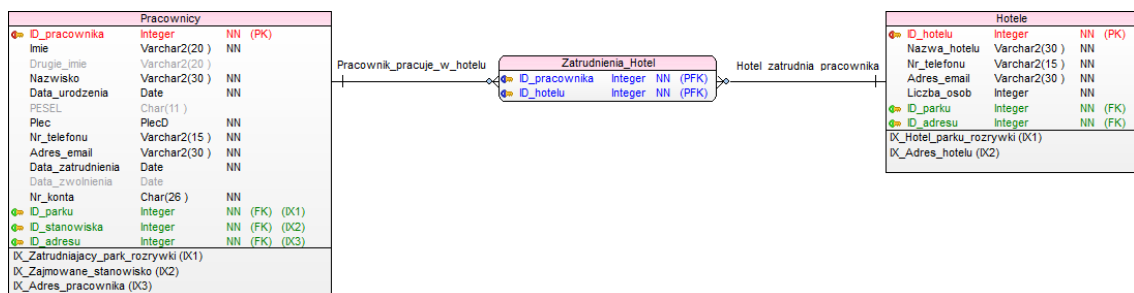 Pracownicy
ID_pracownika Integer NN (PK)
Imie Varchar2(20 ) NN
Drugie_imie Varchar2(20 )
Nazwisko Varchar2(30 ) NN
Data_urodzenia Date NN
PESEL Char(11 )
Plec PlecD NN
Nr_telefonu Varchar2(15 ) NN
Adres_email Varchar2(30 ) NN
Data_zatrudnienia Date NN
Data_zwolnienia Date
Nr_konta Char(26 ) NN
ID_parku Integer NN (FK) (IX1)
ID_stanowiska Integer NN (FK) (IX2)
ID_adresu Integer NN (FK) (IX3)
IX_Zatrudniajacy_park_rozrywki (IX1)
IX_Zajmowane_stanowisko (IX2)
IX_Adres_pracownika (IX3)
Pracownik_pracuje_w_hotelu
Zatrudnienia_Hotel
ID_pracownika Integer NN (PFK)
ID_hotelu Integer NN (PFK)
Hotel_zatrudnia_pracownika
Hotele
ID_hotelu Integer NN (PK)
Nazwa_hotelu Varchar2(30 ) NN
Nr_telefonu Varchar2(15 ) NN
Adres_email Varchar2(30 ) NN
Liczba_osob Integer NN
ID_parku Integer NN (FK)
ID_adresu Integer NN (FK)
IX_Hotel_parku_rozrywki (IX1)
IX_Adres_hotelu (IX2)